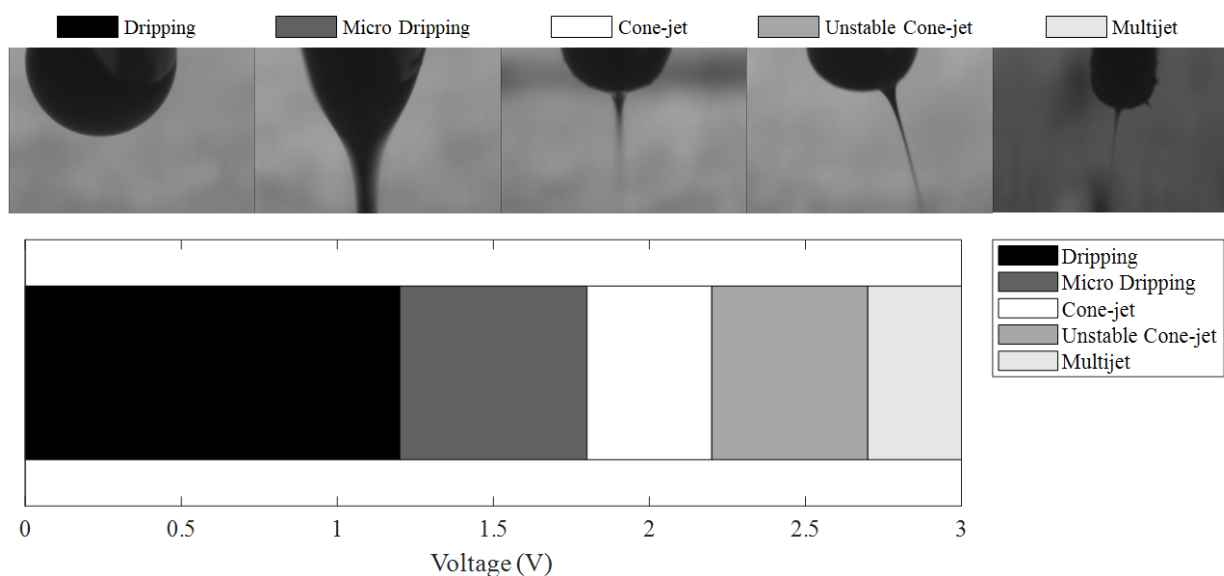 Dripping Micro Dripping Cone-jet Unstable Cone-jet Multijet
Dripping
Micro Dripping
Cone-jet
Unstable Cone-jet
Multijet
0 0.5 1 1.5 2 2.5 3
Voltage (V)